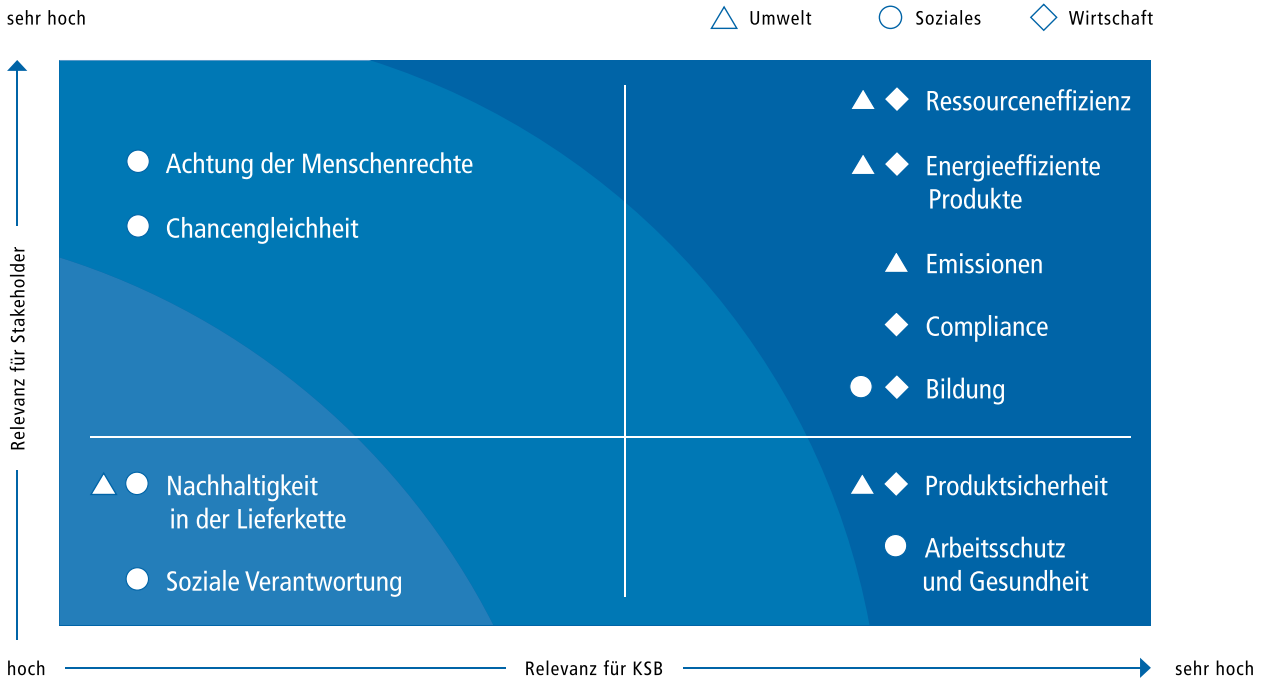 sehr hoch
Umwelt
Soziales
Wirtschaft
Relevanz für Stakeholder
Achtung der Menschenrechte
Chancengleichheit
Ressourceneffizienz
Energieeffiziente
Produkte
Emissionen
Compliance
Bildung
Nachhaltigkeit
in der Lieferkette
Soziale Verantwortung
Produktsicherheit
Arbeitsschutz
und Gesundheit
hoch
Relevanz für KSB
sehr hoch